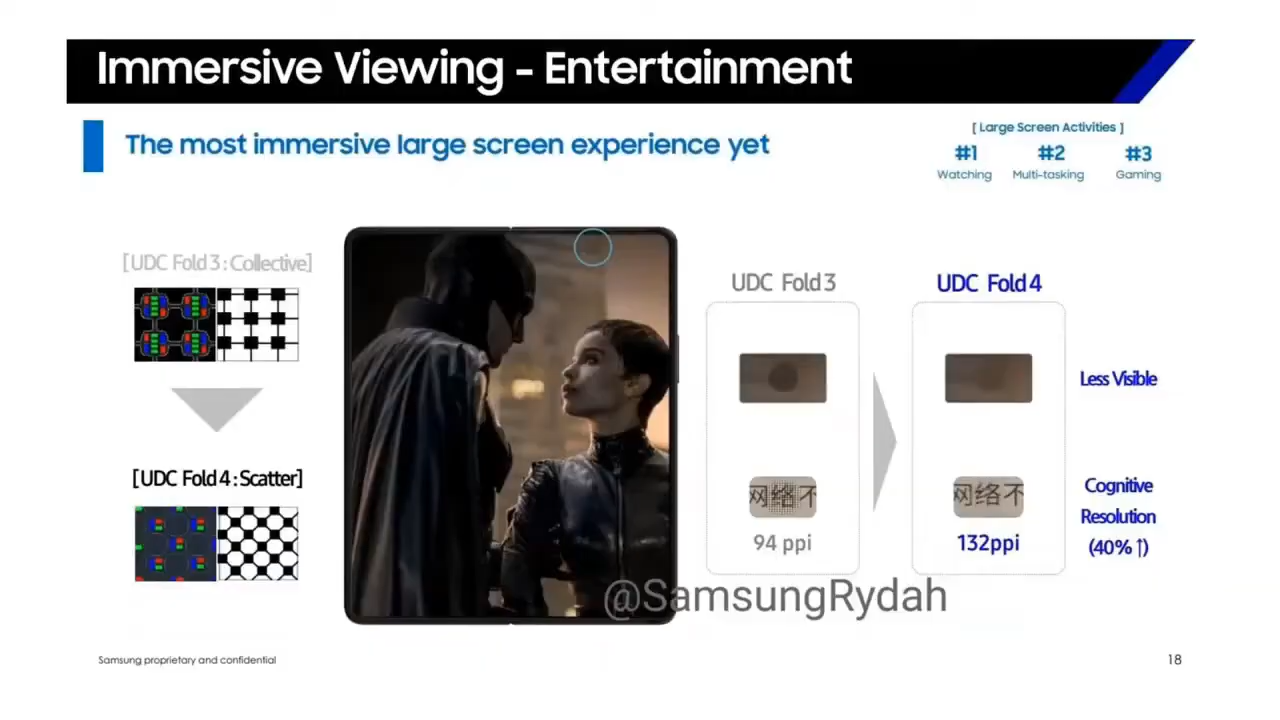 Immersive Viewing - Entertainment
The most immersive large screen experience yet
[ Large Screen Activities ]
#1 #2 #3
Watching Multi-tasking Gaming
[UDC Fold 3 : Collective]
[UDC Fold 4 : Scatter]
UDC Fold 3
UDC Fold 4
Less Visible
网络不
网络不
94 ppi
132ppi
Cognitive
Resolution
(40% ↑)
@SamsungRydah
Samsung proprietary and confidential
18